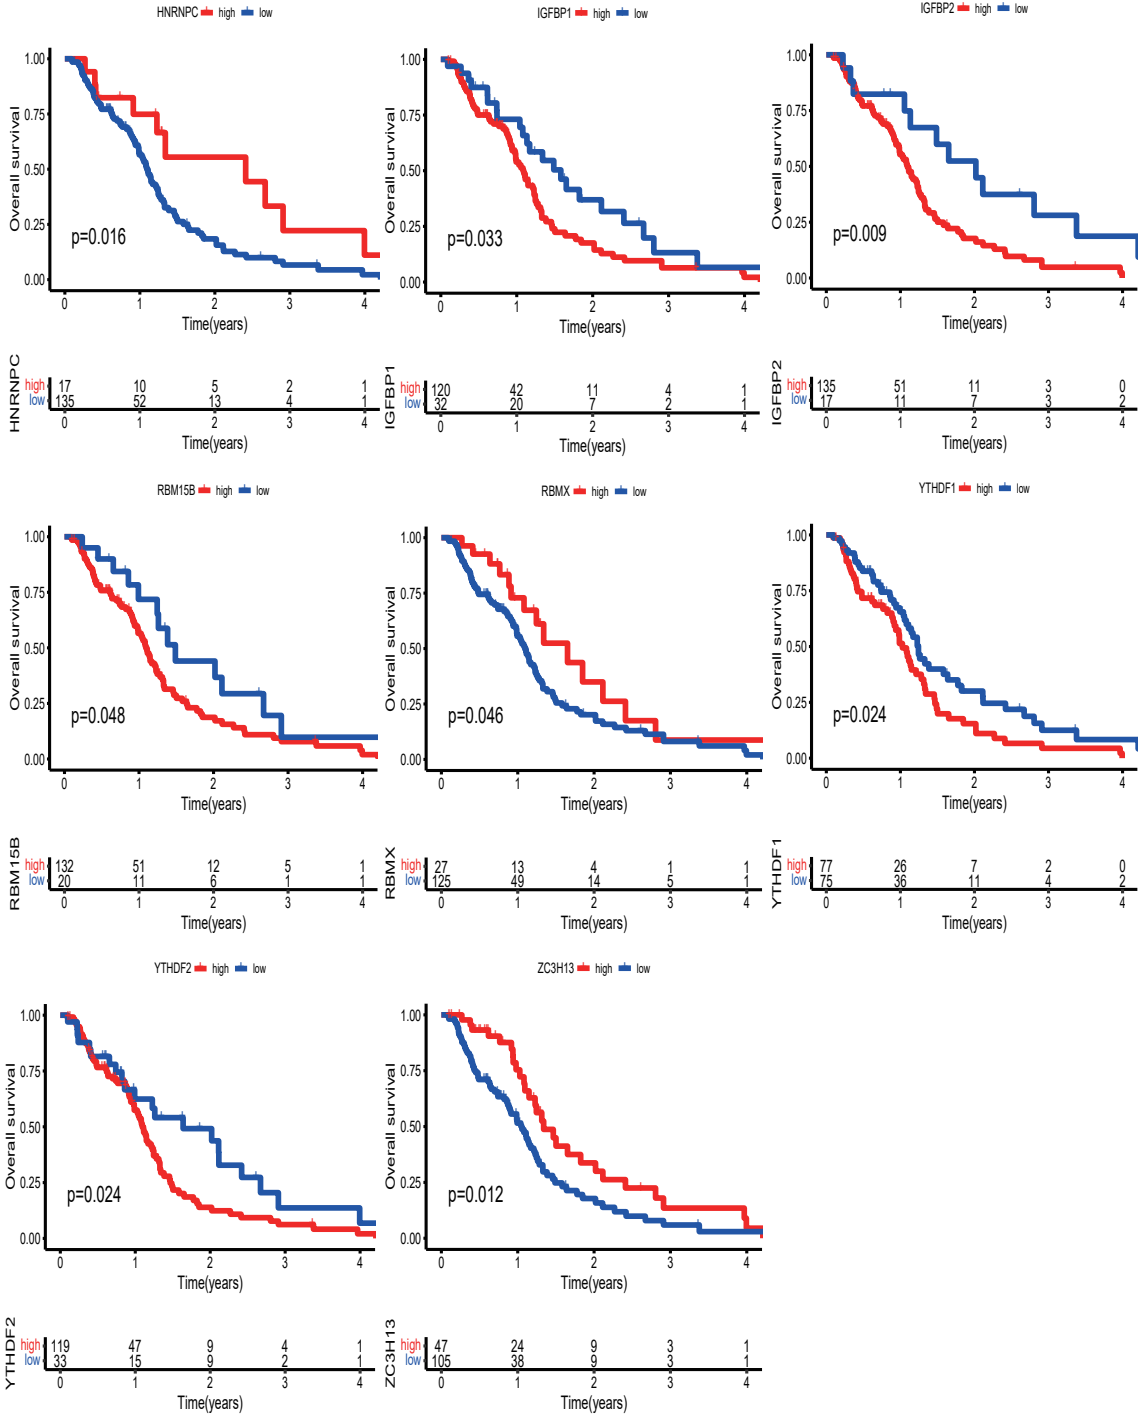 HNRNPC high low
1.00
0.75
0.50
0.25
0.00
Overall survival
p=0.016
0 1 2 3 4
Time(years)
HNRNPC
high 17 10 5 2 1
low 135 52 13 4 1
0 1 2 3 4
Time(years)
IGFBP1 high low
1.00
0.75
0.50
0.25
0.00
Overall survival
p=0.033
0 1 2 3 4
Time(years)
IGFBP1
high 120 42 11 4 1
low 32 20 7 2 1
0 1 2 3 4
Time(years)
IGFBP2 high low
1.00
0.75
0.50
0.25
0.00
Overall survival
p=0.009
0 1 2 3 4
Time(years)
IGFBP2
high 135 51 11 3 0
low 17 11 7 3 2
0 1 2 3 4
Time(years)
RBM15B high low
1.00
0.75
0.50
0.25
0.00
Overall survival
p=0.048
0 1 2 3 4
Time(years)
RBM15B
high 132 51 12 5 1
low 20 11 6 1 1
0 1 2 3 4
Time(years)
RBMX high low
1.00
0.75
0.50
0.25
0.00
Overall survival
p=0.046
0 1 2 3 4
Time(years)
RBMX
high 27 13 4 1 1
low 125 49 14 5 1
0 1 2 3 4
Time(years)
YTHDF1 high low
1.00
0.75
0.50
0.25
0.00
Overall survival
p=0.024
0 1 2 3 4
Time(years)
YTHDF1
high 77 26 7 2 0
low 75 36 11 4 2
0 1 2 3 4
Time(years)
YTHDF2 high low
1.00
0.75
0.50
0.25
0.00
Overall survival
p=0.024
0 1 2 3 4
Time(years)
YTHDF2
high 119 47 9 4 1
low 33 15 9 2 1
0 1 2 3 4
Time(years)
ZC3H13 high low
1.00
0.75
0.50
0.25
0.00
Overall survival
p=0.012
0 1 2 3 4
Time(years)
ZC3H13
high 47 24 9 3 1
low 105 38 9 3 1
0 1 2 3 4
Time(years)